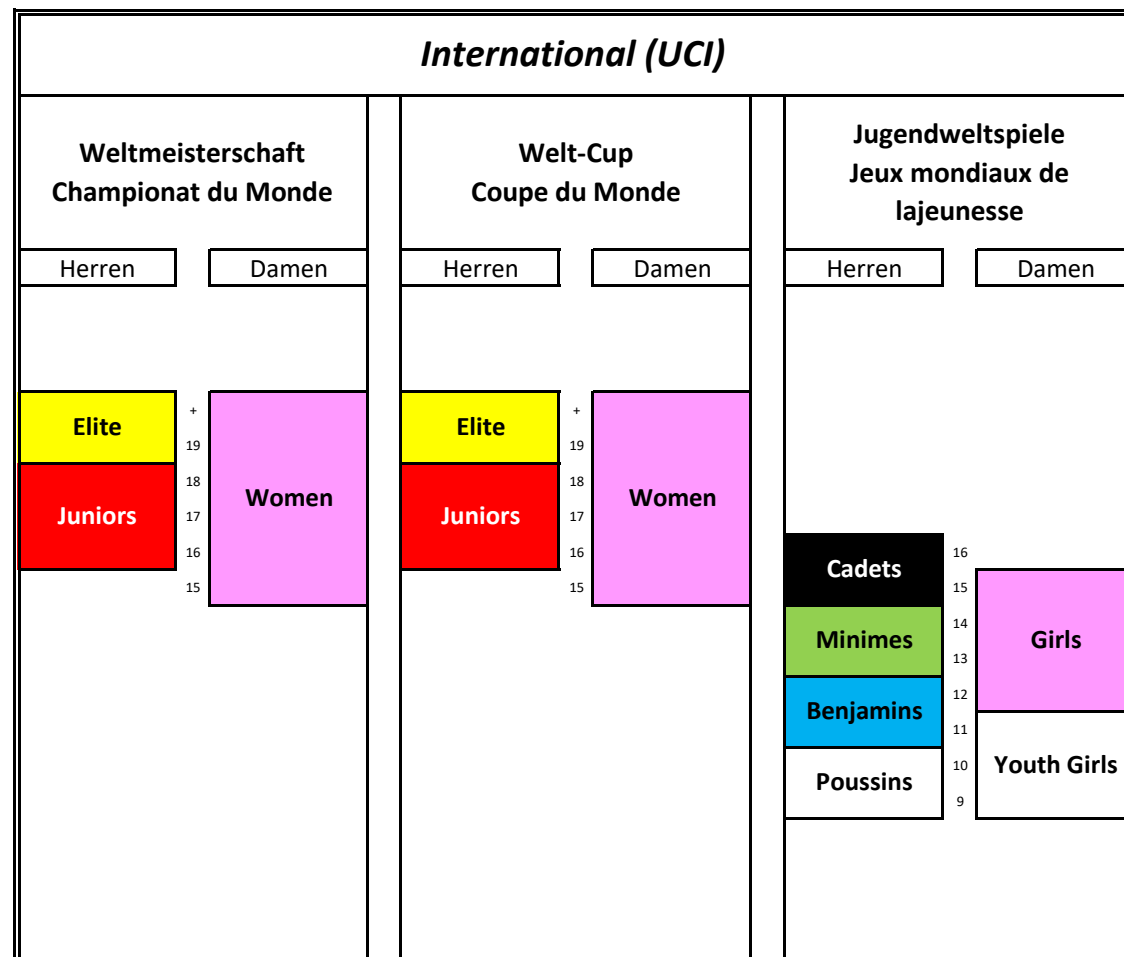 International (UCI)
Weltmeisterschaft
Championat du Monde
Welt-Cup
Coupe du Monde
Jugendweltspiele
Jeux mondiaux de
lajeunesse
Herren
Damen
Herren
Damen
Herren
Damen
Elite
Juniors
+
19
18
17
16
15
Women
Elite
Juniors
+
19
18
17
16
15
Women
Cadets
Minimes
Benjamins
Poussins
16
15
14
13
12
11
10
9
Girls
Youth Girls